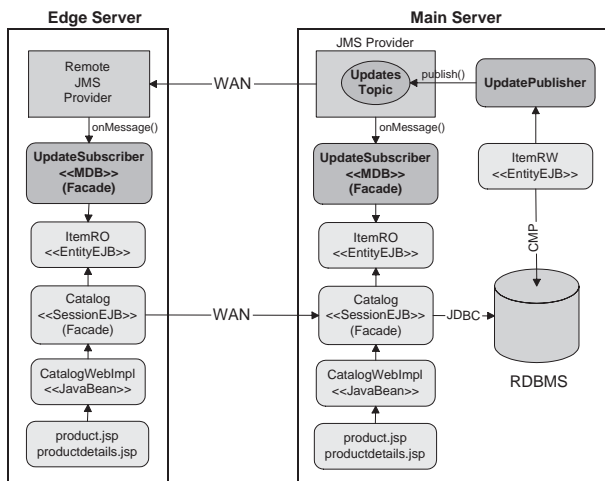 Edge Server
Remote
JMS
Provider
onMessage()
UpdateSubscriber
<<MDB>>
(Facade)
ItemRO
<<EntityEJB>>
Catalog
<<SessionEJB>>
(Facade)
CatalogWebImpl
<<JavaBean>>
product.jsp
productdetails.jsp
WAN
WAN
Main Server
JMS Provider
Updates
Topic
publish()
UpdatePublisher
onMessage()
UpdateSubscriber
<<MDB>>
(Facade)
ItemRW
<<EntityEJB>>
ItemRO
<<EntityEJB>>
CMP
Catalog
<<SessionEJB>>
(Facade)
JDBC
RDBMS
CatalogWebImpl
<<JavaBean>>
product.jsp
productdetails.jsp